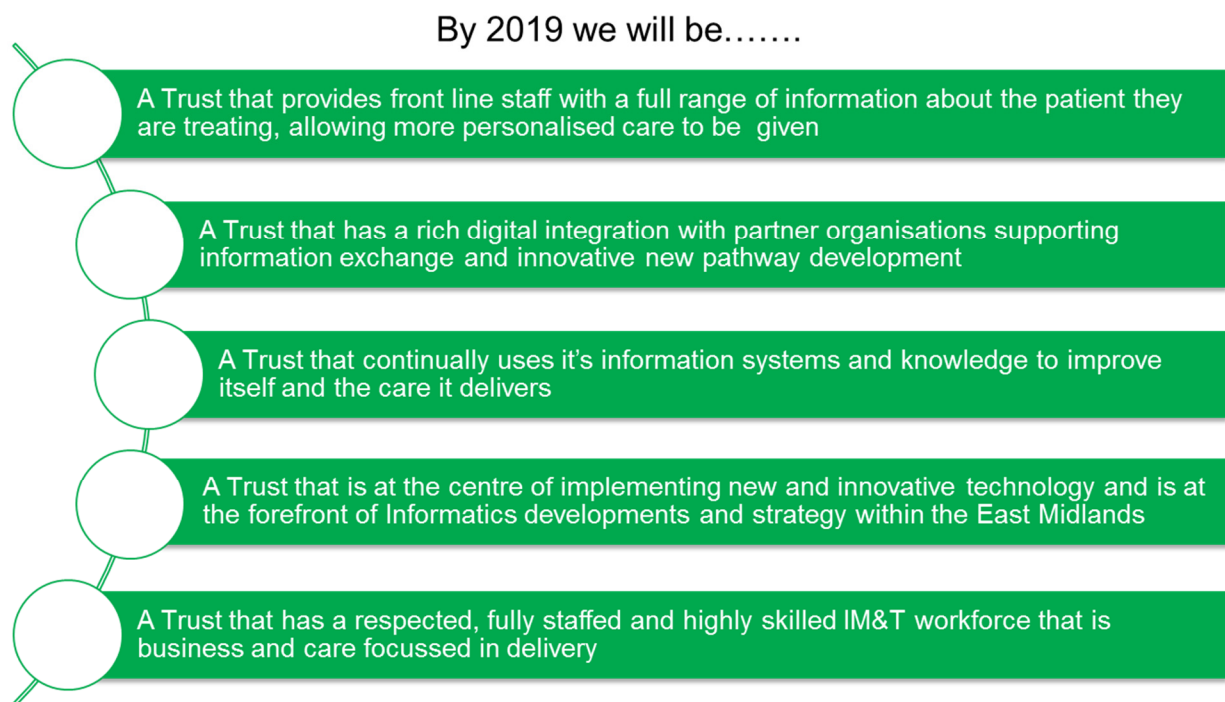 By 2019 we will be…….
A Trust that provides front line staff with a full range of information about the patient they
are treating, allowing more personalised care to be  given
A Trust that has a rich digital integration with partner organisations supporting
information exchange and innovative new pathway development
A Trust that continually uses it’s information systems and knowledge to improve
itself and the care it delivers
A Trust that is at the centre of implementing new and innovative technology and is at
the forefront of Informatics developments and strategy within the East Midlands
A Trust that has a respected, fully staffed and highly skilled IM&T workforce that is
business and care focussed in delivery